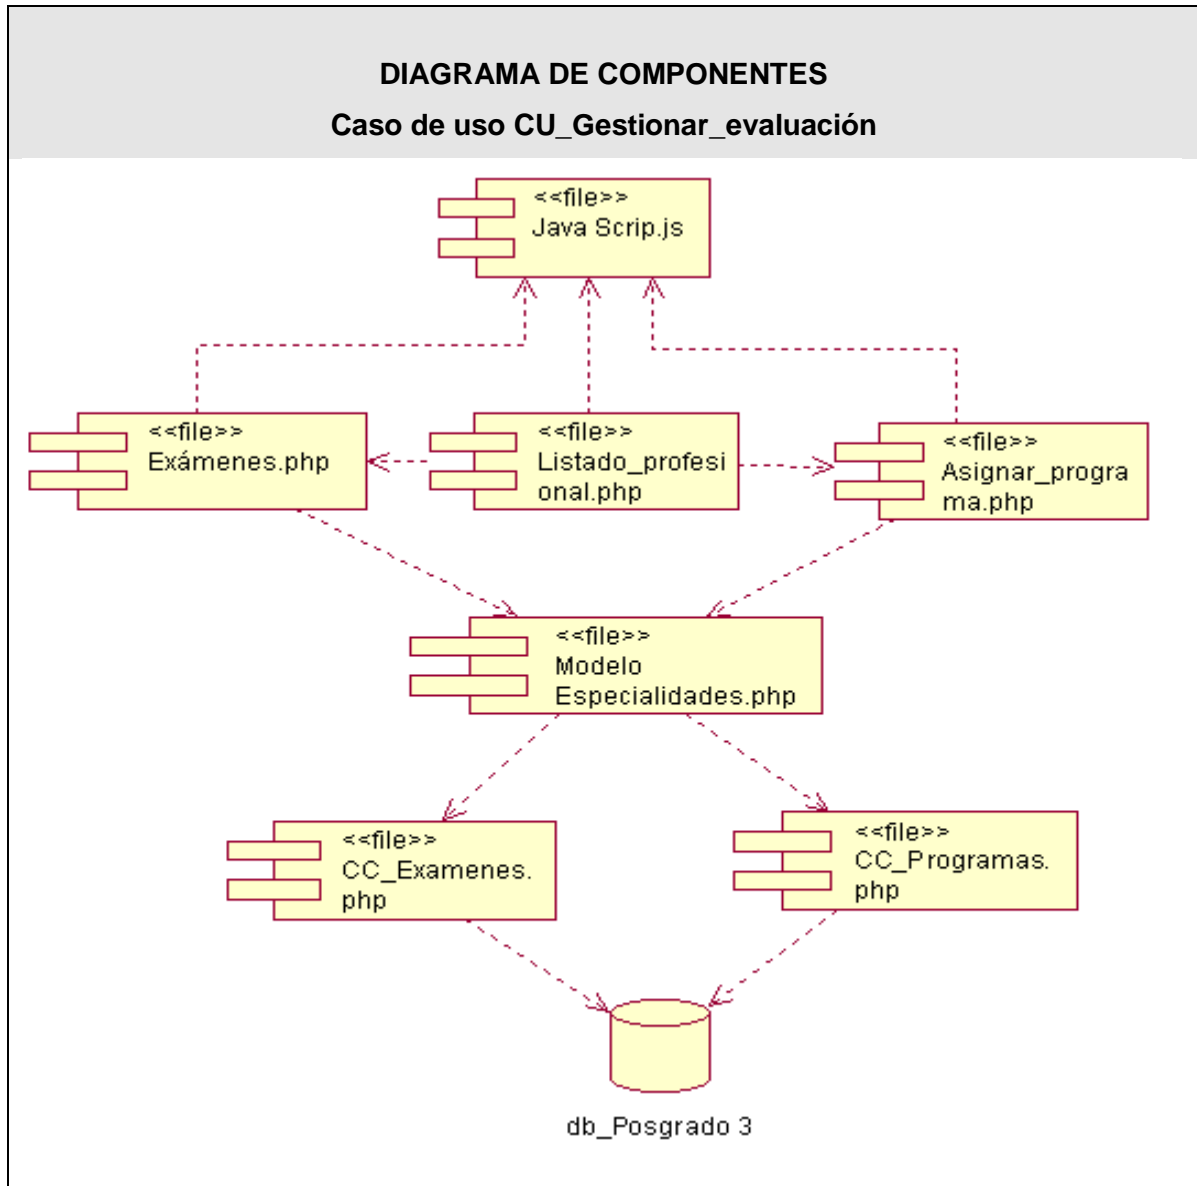 DIAGRAMA DE COMPONENTES
Caso de uso CU_Gestionar_evaluación
<<file>>
Java Scrip.js
<<file>>
Exámenes.php
<<file>>
Listado_profesi
onal.php
<<file>>
Asignar_progra
ma.php
<<file>>
Modelo
Especialidades.php
<<file>>
CC_Examenes.
php
<<file>>
CC_Programas.
php
db_Posgrado 3